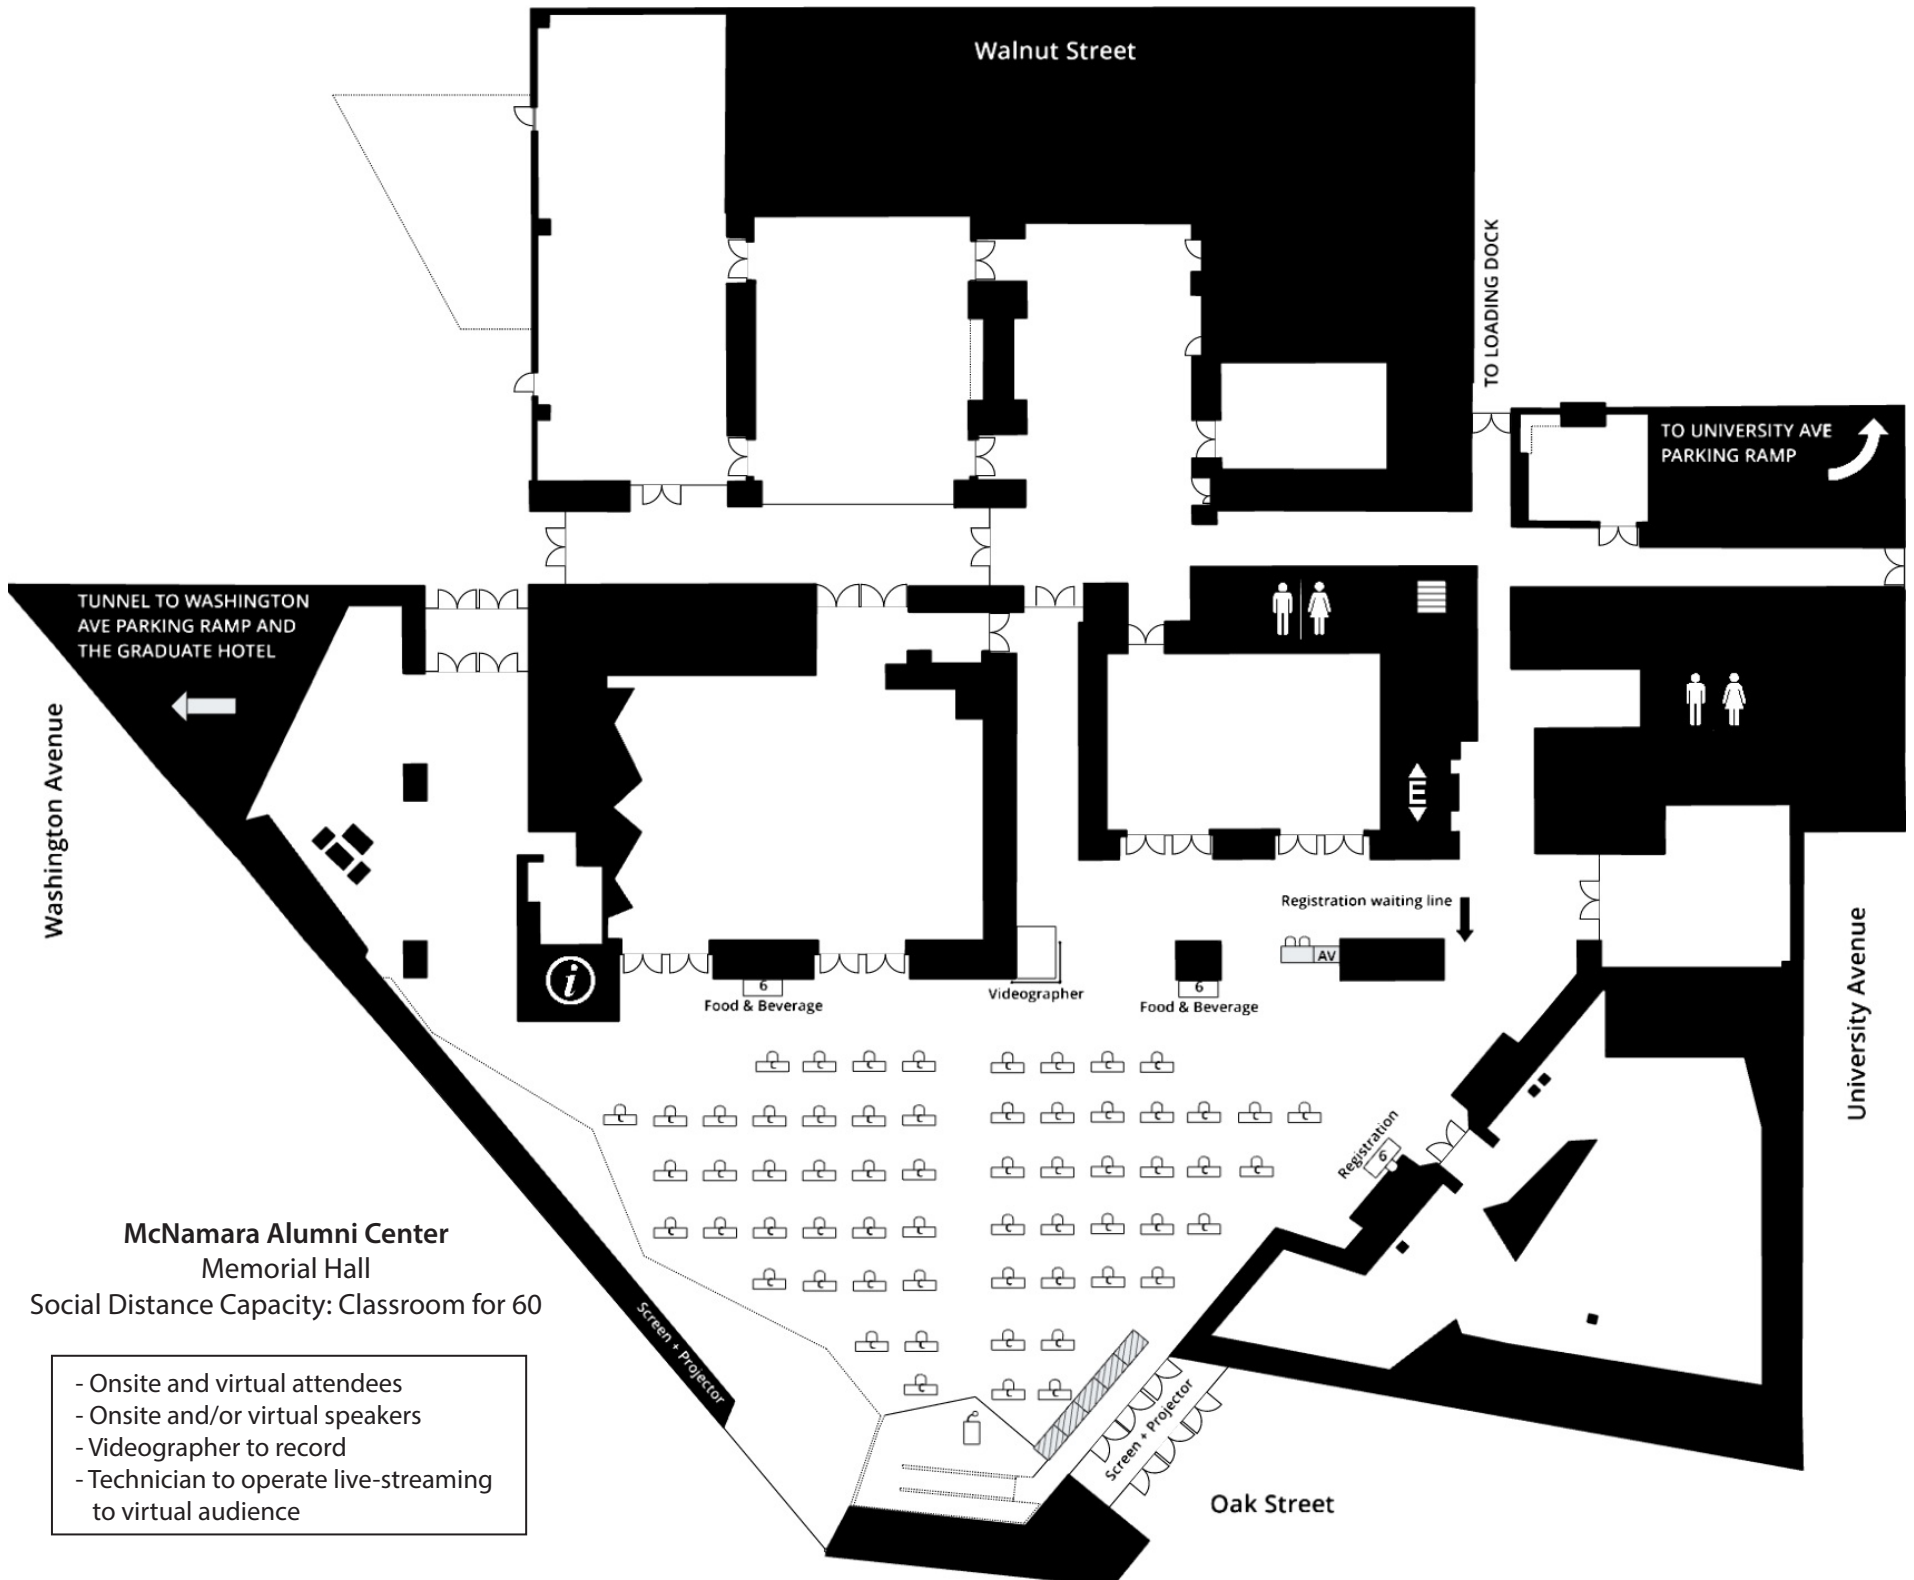 Walnut Street
TO LOADING DOCK
TO UNIVERSITY AVE
PARKING RAMP
TUNNEL TO WASHINGTON
AVE PARKING RAMP AND
THE GRADUATE HOTEL
Washington Avenue
E
Registration waiting line
AV
University Avenue
i
6
Food & Beverage
Videographer
6
Food & Beverage
C C C C C C C C
C C C C C C C C C C C C C C
Registration
6
C C C C C C C C C C C C
C C C C C C C C C C C
C C C C C C C C
C C C C
C C C
Screen + Projector
Screen + Projector
Oak Street
McNamara Alumni Center
Memorial Hall
Social Distance Capacity: Classroom for 60
- Onsite and virtual attendees
- Onsite and/or virtual speakers
- Videographer to record
- Technician to operate live-streaming
to virtual audience